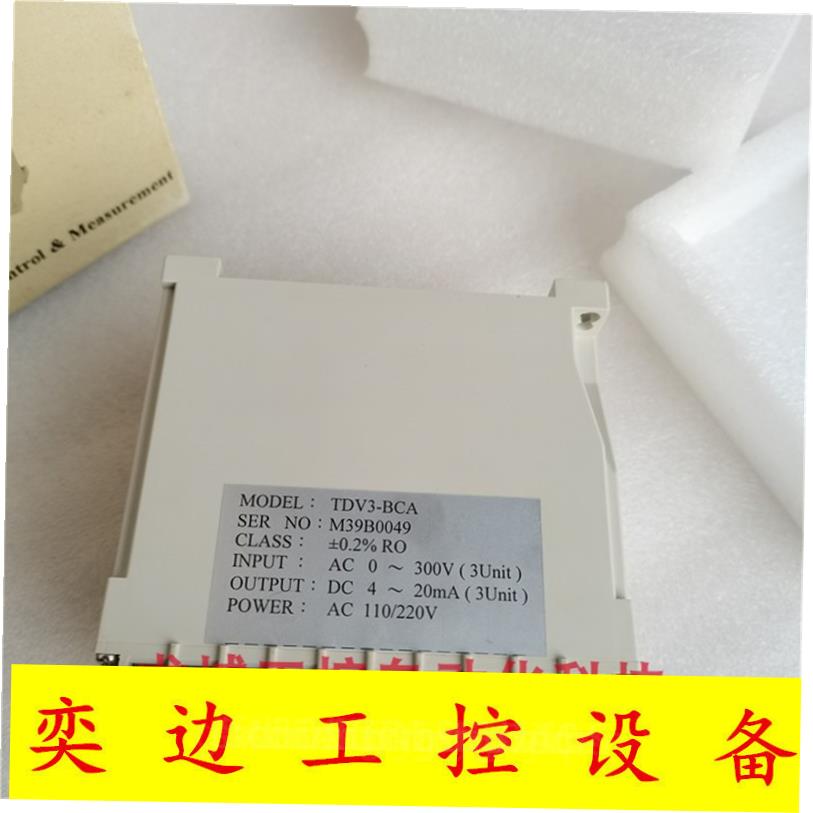 ntrol & Measurement
MODEL： TDV3-BCA
SER NO：M39B0049
CLASS： ±0.2% RO
INPUT ： AC 0 ～ 300V ( 3Unit )
OUTPUT：DC 4 ～ 20mA ( 3Unit )
POWER： AC 110/220V
奕边工控设备